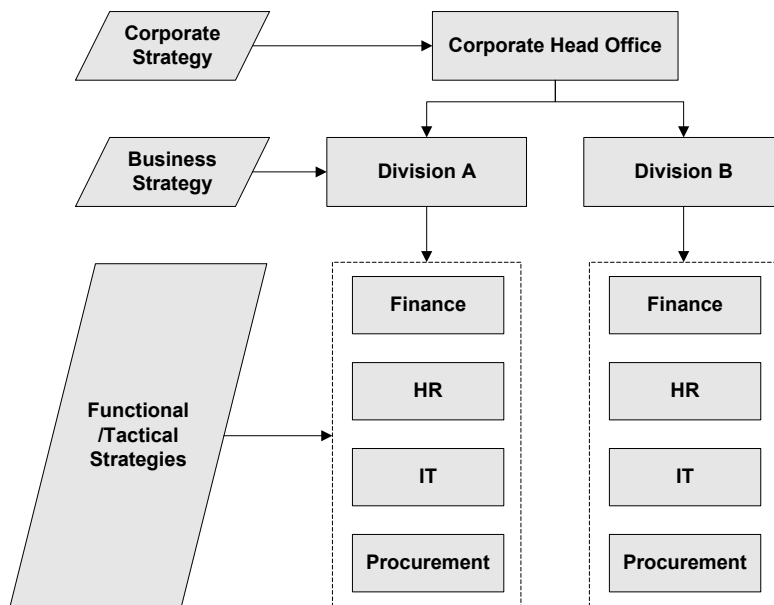 Corporate
Strategy
Corporate Head Office
Business
Strategy
Division A
Division B
Functional
/Tactical
Strategies
Finance
HR
IT
Procurement
Finance
HR
IT
Procurement